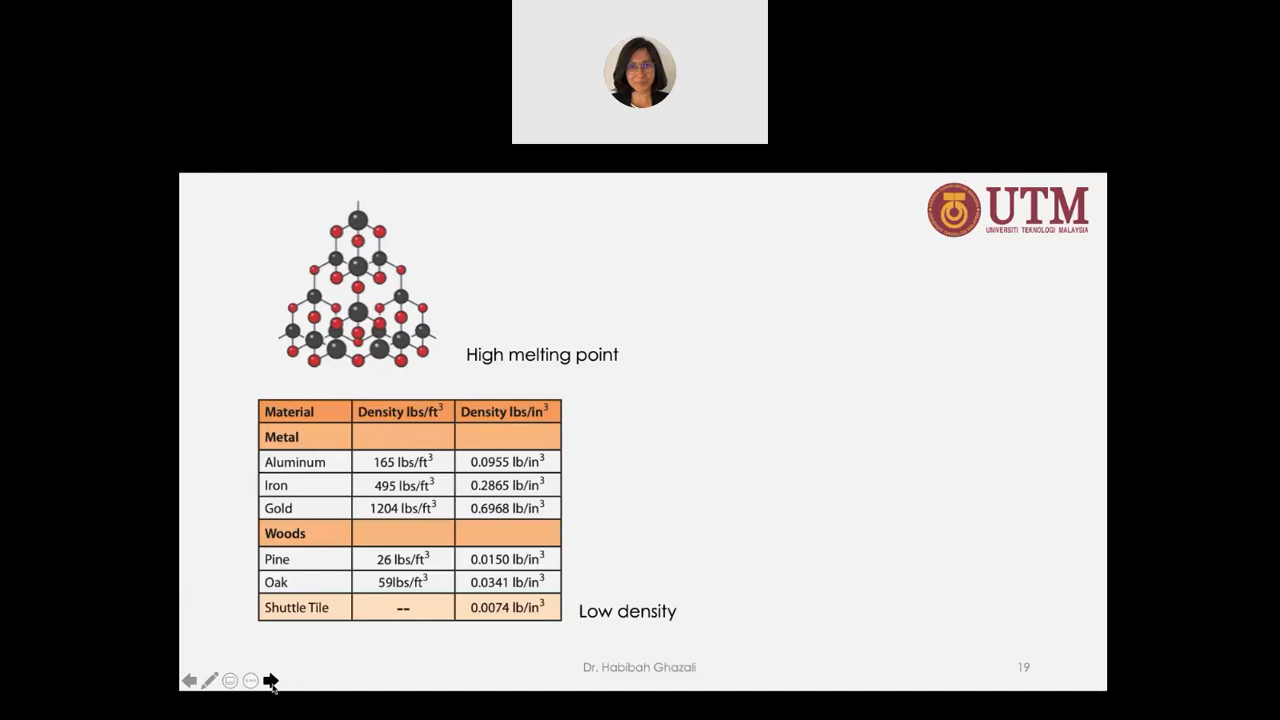 UTM
UNIVERSITI TEKNOLOGI MALAYSIA
High melting point
Material Density lbs/ft³ Density lbs/in³
Metal
Aluminum 165 lbs/ft³ 0.0955 lb/in³
Iron 495 lbs/ft³ 0.2865 lb/in³
Gold 1204 lbs/ft³ 0.6968 lb/in³
Woods
Pine 26 lbs/ft³ 0.0150 lb/in³
Oak 59lbs/ft³ 0.0341 lb/in³
Shuttle Tile -- 0.0074 lb/in³
Low density
Dr. Habibah Ghazali
19